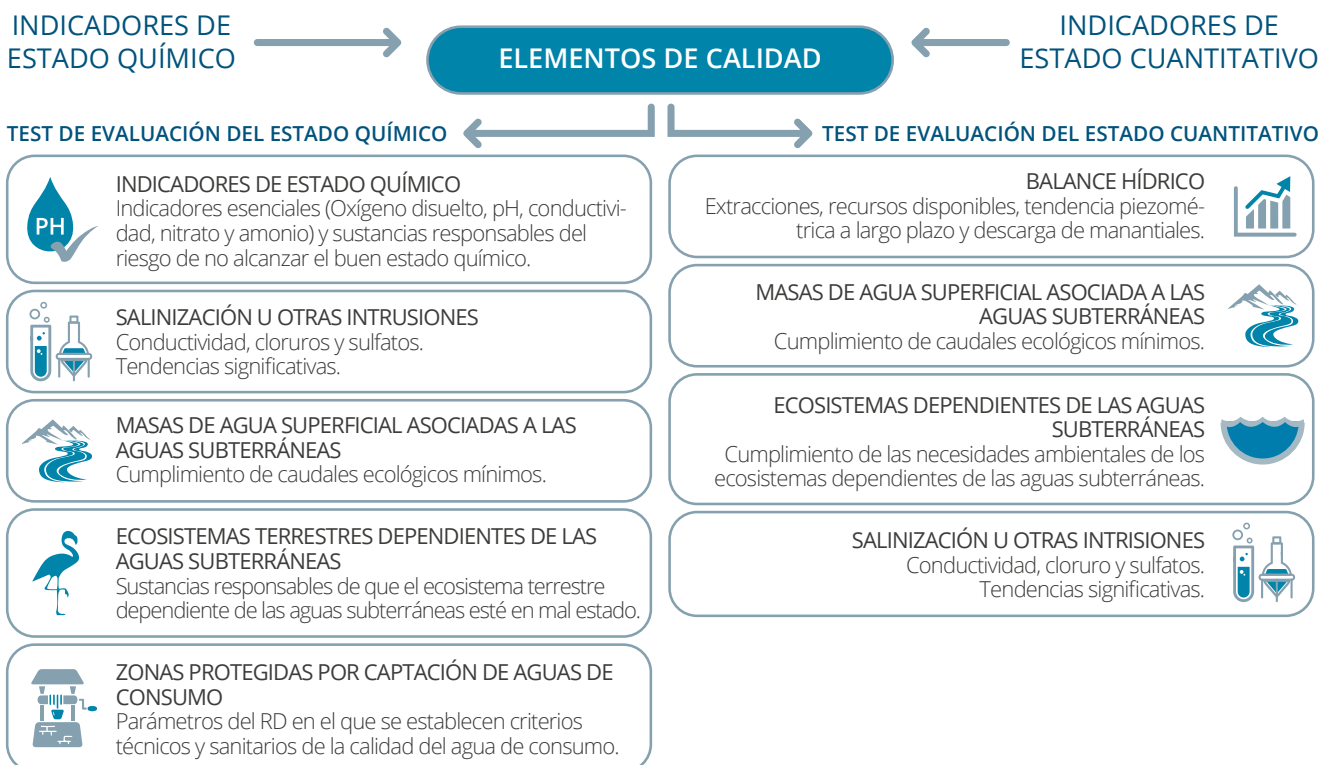 INDICADORES DE
ESTADO QUÍMICO
ELEMENTOS DE CALIDAD
INDICADORES DE
ESTADO CUANTITATIVO
TEST DE EVALUACIÓN DEL ESTADO QUÍMICO
TEST DE EVALUACIÓN DEL ESTADO CUANTITATIVO
PH
INDICADORES DE ESTADO QUÍMICO
Indicadores esenciales (Oxígeno disuelto, pH, conductivi-
dad, nitrato y amonio) y sustancias responsables del
riesgo de no alcanzar el buen estado químico.
SALINIZACIÓN U OTRAS INTRUSIONES
Conductividad, cloruros y sulfatos.
Tendencias significativas.
MASAS DE AGUA SUPERFICIAL ASOCIADAS A LAS
AGUAS SUBTERRÁNEAS
Cumplimiento de caudales ecológicos mínimos.
ECOSISTEMAS TERRESTRES DEPENDIENTES DE LAS
AGUAS SUBTERRÁNEAS
Sustancias responsables de que el ecosistema terrestre
dependiente de las aguas subterráneas esté en mal estado.
ZONAS PROTEGIDAS POR CAPTACIÓN DE AGUAS DE
CONSUMO
Parámetros del RD en el que se establecen criterios
técnicos y sanitarios de la calidad del agua de consumo.
BALANCE HÍDRICO
Extracciones, recursos disponibles, tendencia piezomé-
trica a largo plazo y descarga de manantiales.
MASAS DE AGUA SUPERFICIAL ASOCIADA A LAS
AGUAS SUBTERRÁNEAS
Cumplimiento de caudales ecológicos mínimos.
ECOSISTEMAS DEPENDIENTES DE LAS AGUAS
SUBTERRÁNEAS
Cumplimiento de las necesidades ambientales de los
ecosistemas dependientes de las aguas subterráneas.
SALINIZACIÓN U OTRAS INTRISIONES
Conductividad, cloruro y sulfatos.
Tendencias significativas.